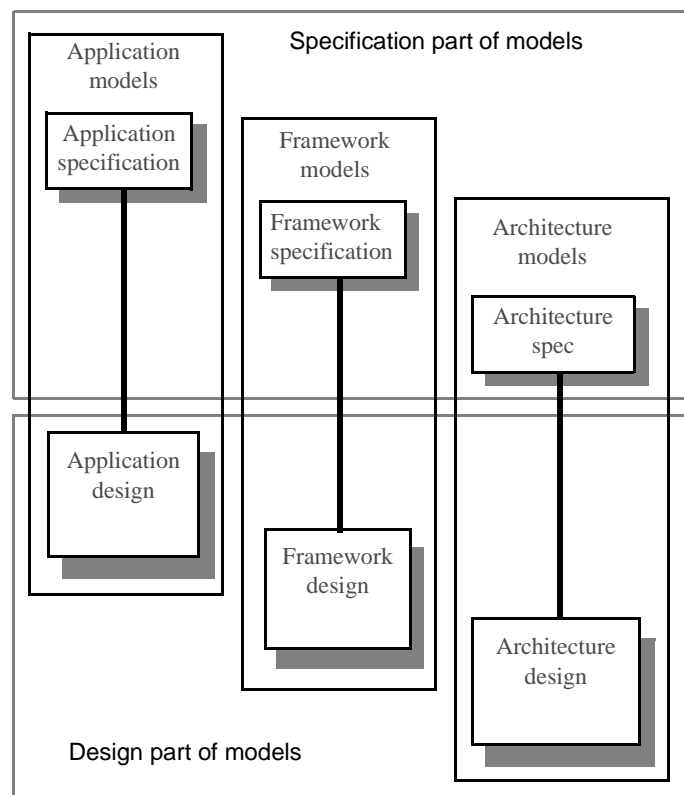 Specification part of models
Application
models
Application
specification
Framework
models
Framework
specification
Architecture
models
Architecture
spec
Application
design
Framework
design
Architecture
design
Design part of models